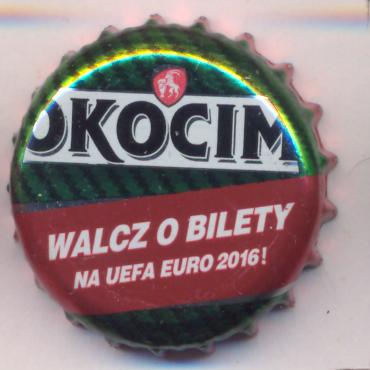 OKOCIM
WALCZ O BILETY
NA UEFA EURO 2016!